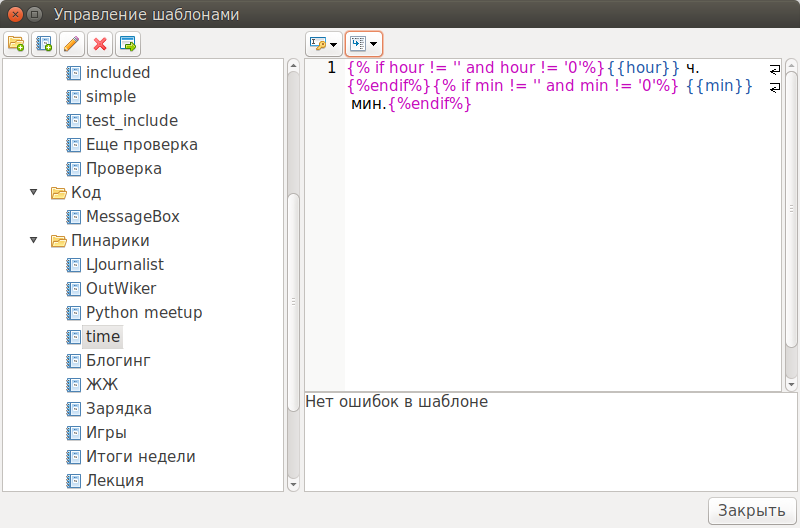 Управление шаблонами
included
simple
test_include
Еще проверка
Проверка
Код
MessageBox
Пинарики
LJournalist
OutWiker
Python meetup
time
Блогинг
ЖЖ
Зарядка
Игры
Итоги недели
Лекция
1 {% if hour != '' and hour != '0'%}{{hour}} ч.
{%endif%}{% if min != '' and min != '0'%} {{min}}
мин.{%endif%}
Нет ошибок в шаблоне
Закрыть